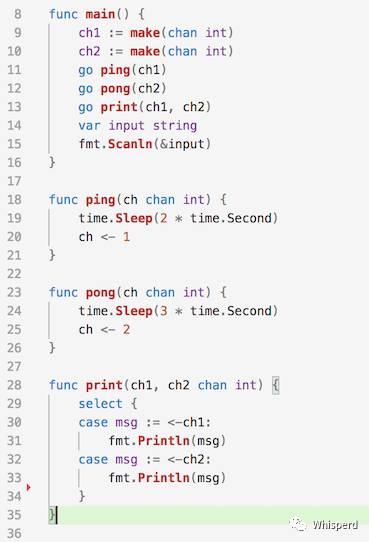 8 func main() {
9     ch1 := make(chan int)
10     ch2 := make(chan int)
11     go ping(ch1)
12     go pong(ch2)
13     go print(ch1, ch2)
14     var input string
15     fmt.Scanln(&input)
16 }
17
18 func ping(ch chan int) {
19     time.Sleep(2 * time.Second)
20     ch <- 1
21 }
22
23 func pong(ch chan int) {
24     time.Sleep(3 * time.Second)
25     ch <- 2
26 }
27
28 func print(ch1, ch2 chan int) {
29     select {
30     case msg := <-ch1:
31         fmt.Println(msg)
32     case msg := <-ch2:
33         fmt.Println(msg)
34     }
35 }
36
Whisperd